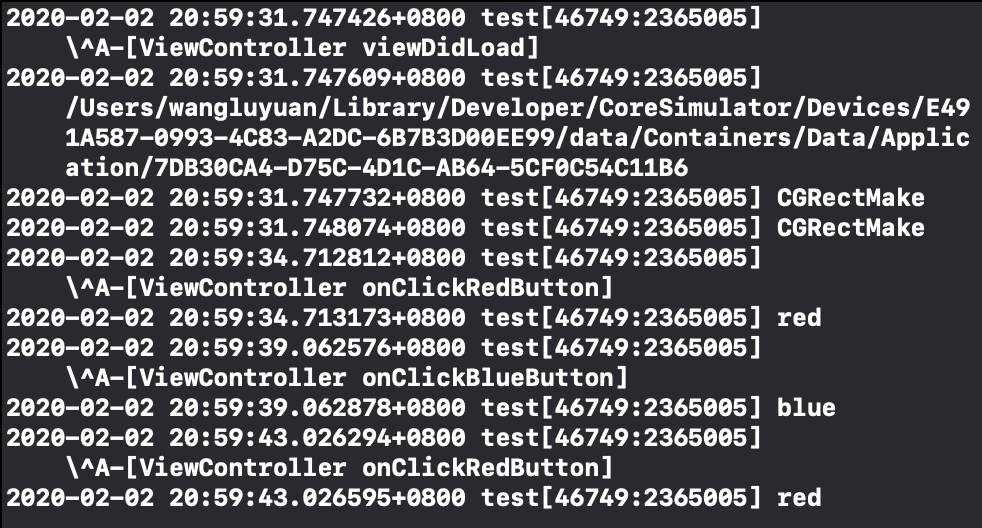 2020-02-02 20:59:31.747426+0800 test[46749:2365005]
\^A-[ViewController viewDidLoad]
2020-02-02 20:59:31.747609+0800 test[46749:2365005]
/Users/wangluyuan/Library/Developer/CoreSimulator/Devices/E49
1A587-0993-4C83-A2DC-6B7B3D00EE99/data/Containers/Data/Applic
ation/7DB30CA4-D75C-4D1C-AB64-5CF0C54C11B6
2020-02-02 20:59:31.747732+0800 test[46749:2365005] CGRectMake
2020-02-02 20:59:31.748074+0800 test[46749:2365005] CGRectMake
2020-02-02 20:59:34.712812+0800 test[46749:2365005]
\^A-[ViewController onClickRedButton]
2020-02-02 20:59:34.713173+0800 test[46749:2365005] red
2020-02-02 20:59:39.062576+0800 test[46749:2365005]
\^A-[ViewController onClickBlueButton]
2020-02-02 20:59:39.062878+0800 test[46749:2365005] blue
2020-02-02 20:59:43.026294+0800 test[46749:2365005]
\^A-[ViewController onClickRedButton]
2020-02-02 20:59:43.026595+0800 test[46749:2365005] red